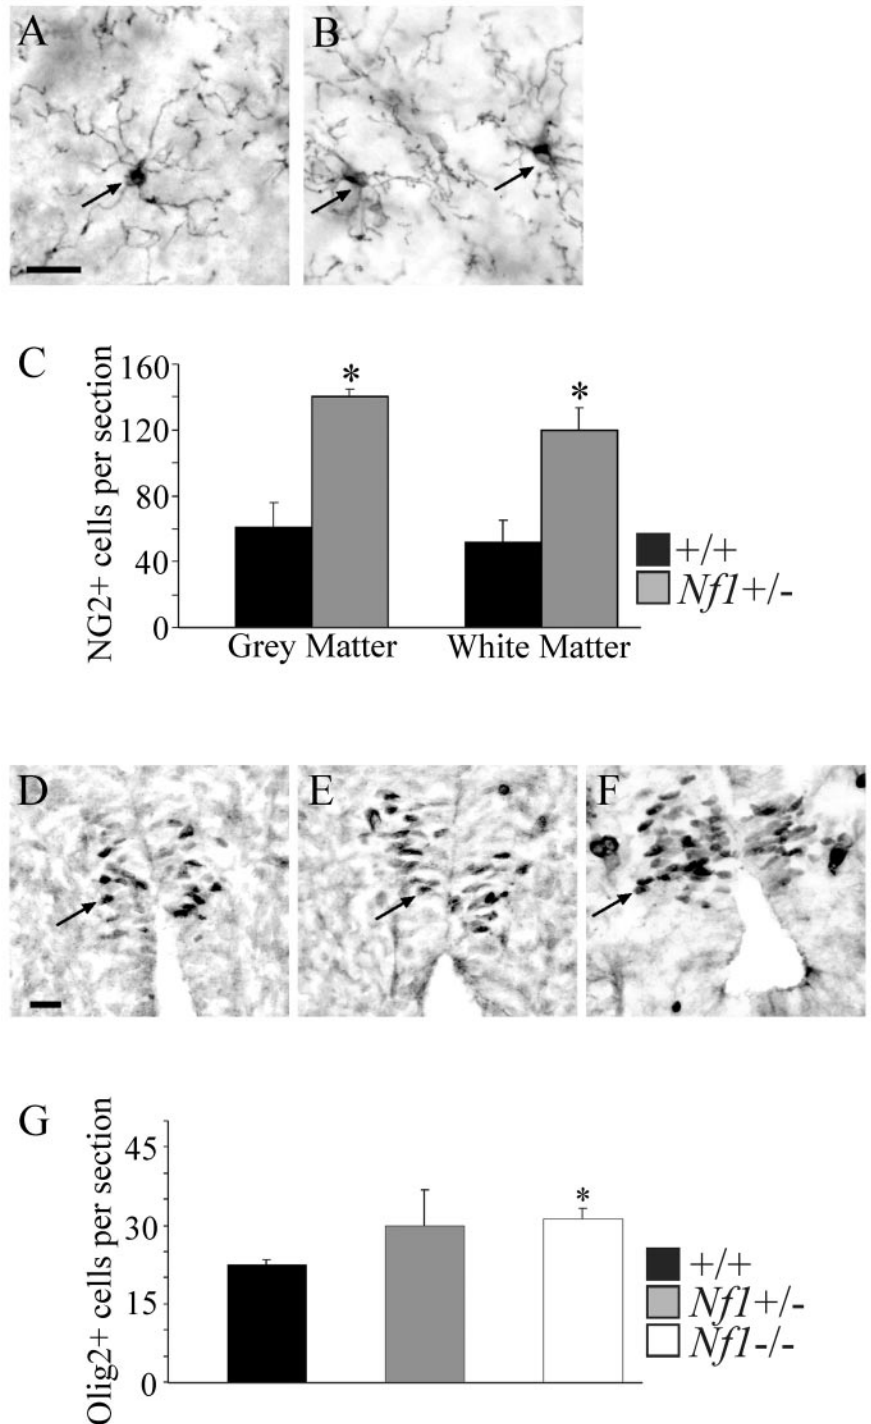 A
B
C
NG2+ cells per section
160
120
80
40
0
*
*
Grey Matter
White Matter
+/+
Nf1+/-
D
E
F
G
Olig2+ cells per section
45
30
15
0
*
+/+
Nf1+/-
Nf1-/-